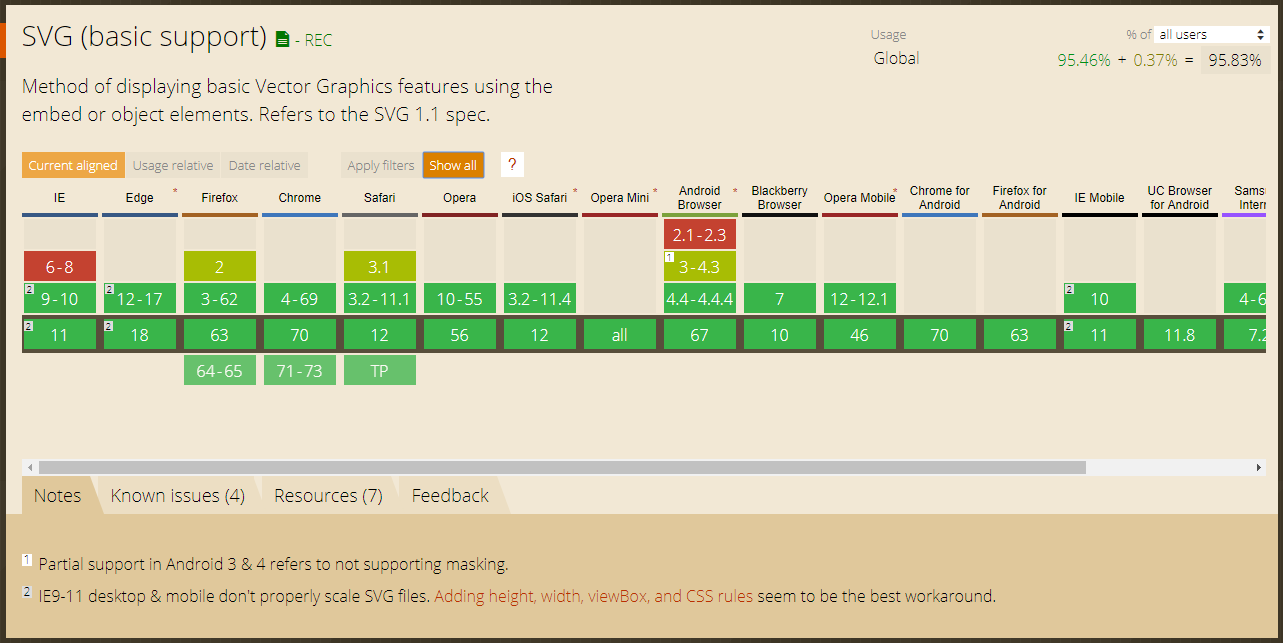 SVG (basic support) - REC
Usage % of all users
Global 95.46% + 0.37% = 95.83%
Method of displaying basic Vector Graphics features using the
embed or object elements. Refers to the SVG 1.1 spec.
Current aligned Usage relative Date relative Apply filters Show all ?
IE Edge * Firefox Chrome Safari Opera iOS Safari * Opera Mini * Android Browser * Blackberry Browser Opera Mobile * Chrome for Android Firefox for Android IE Mobile UC Browser for Android Sams Intern
2.1-2.3
6-8 2 3.1 1 3-4.3
2 9-10 2 12-17 3-62 4-69 3.2-11.1 10-55 3.2-11.4 4.4-4.4.4 7 12-12.1 2 10 4-6
2 11 2 18 63 70 12 56 12 all 67 10 46 70 63 2 11 11.8 7.2
64-65 71-73 TP
Notes Known issues (4) Resources (7) Feedback
1 Partial support in Android 3 & 4 refers to not supporting masking.
2 IE9-11 desktop & mobile don't properly scale SVG files. Adding height, width, viewBox, and CSS rules seem to be the best workaround.